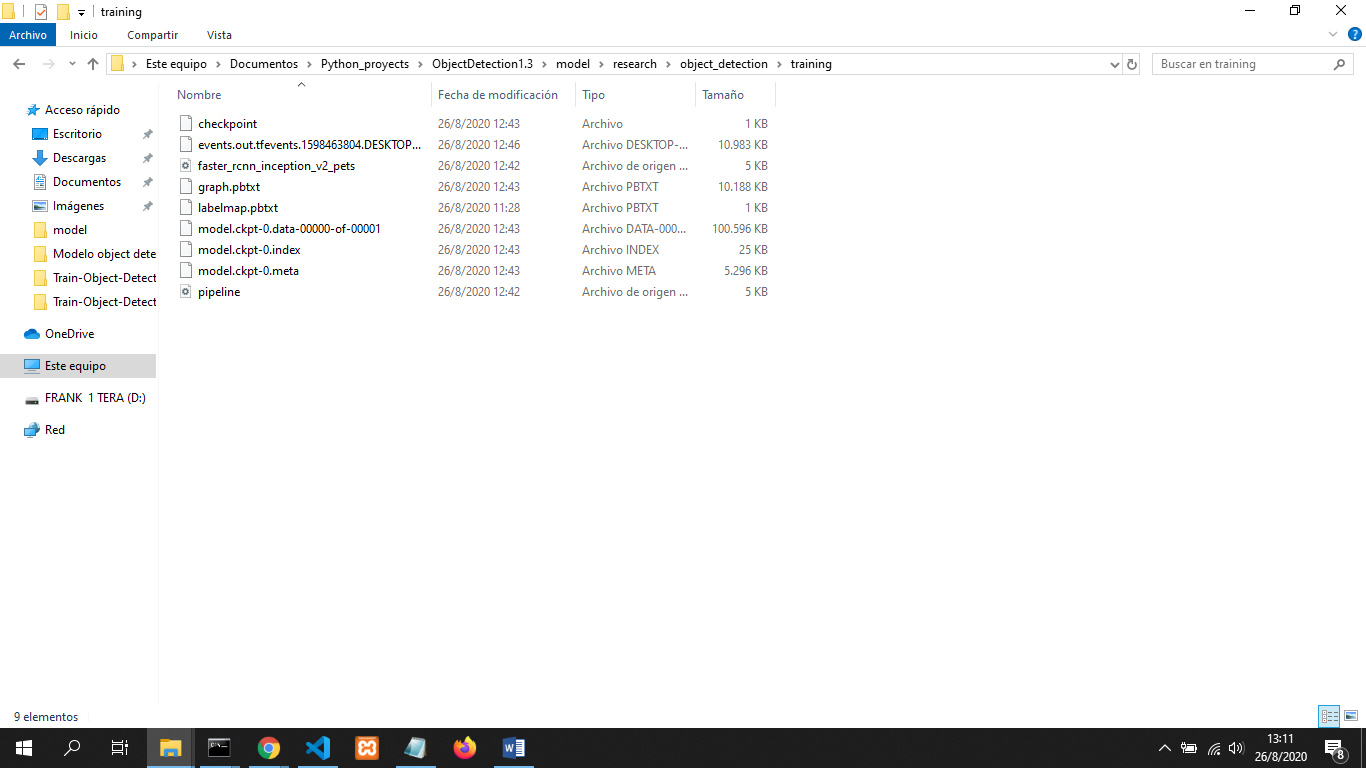 training
Archivo Inicio Compartir Vista
Este equipo Documentos Python_proyects ObjectDetection1.3 model research object_detection training
Buscar en training
Nombre Fecha de modificación Tipo Tamaño
Acceso rápido
Escritorio
Descargas
Documentos
Imágenes
model
Modelo object dete
Train-Object-Detect
Train-Object-Detect
OneDrive
Este equipo
FRANK 1 TERA (D:)
Red
checkpoint 26/8/2020 12:43 Archivo 1 KB
events.out.tfevents.1598463804.DESKTOP... 26/8/2020 12:46 Archivo DESKTOP-... 10.983 KB
faster_rcnn_inception_v2_pets 26/8/2020 12:42 Archivo de origen ... 5 KB
graph.pbtxt 26/8/2020 12:43 Archivo PBTXT 10.188 KB
labelmap.pbtxt 26/8/2020 11:28 Archivo PBTXT 1 KB
model.ckpt-0.data-00000-of-00001 26/8/2020 12:43 Archivo DATA-000... 100.596 KB
model.ckpt-0.index 26/8/2020 12:43 Archivo INDEX 25 KB
model.ckpt-0.meta 26/8/2020 12:43 Archivo META 5.296 KB
pipeline 26/8/2020 12:42 Archivo de origen ... 5 KB
9 elementos
13:11
26/8/2020
8